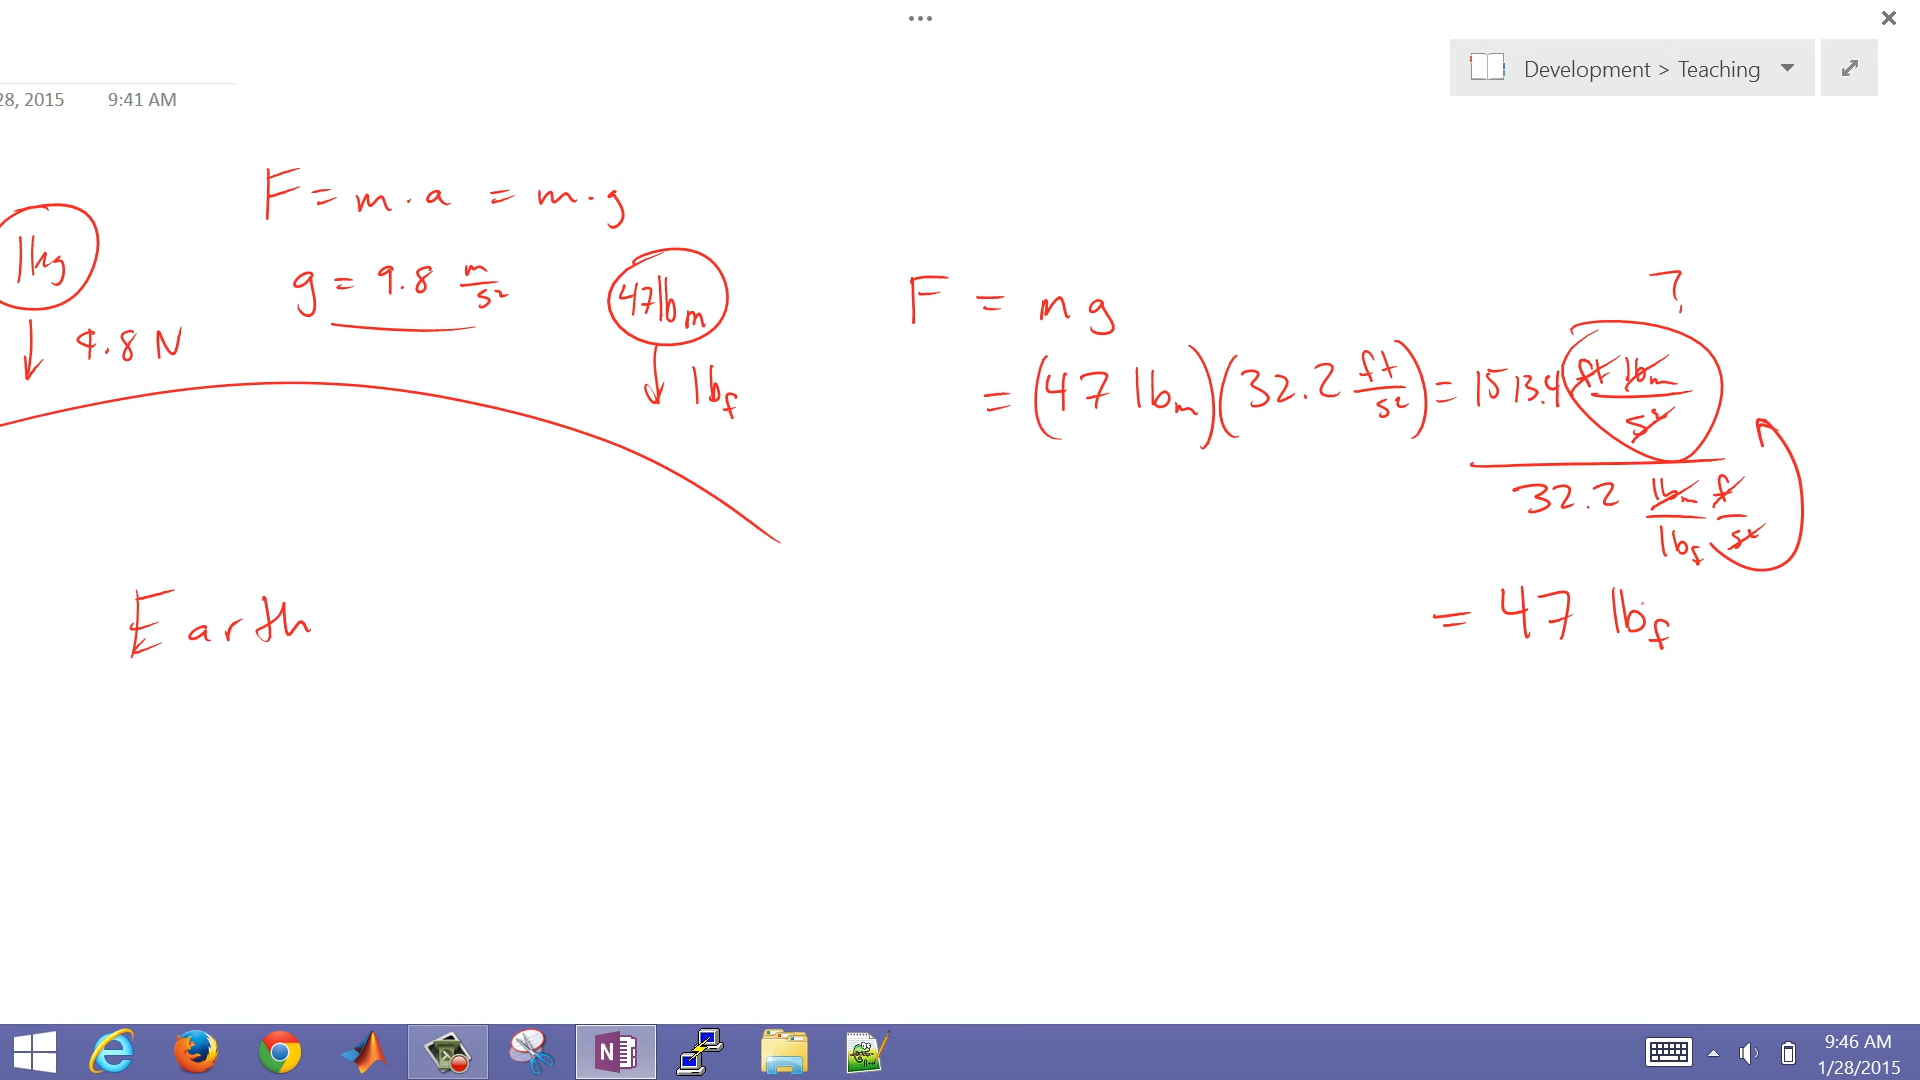 Development > Teaching
28, 2015 9:41 AM
F = m · a = m · g
1kg
g = 9.8 m/s²
47 lbm
9.8 N
lbf
Earth
F = m g
?
= (47 lbm)(32.2 ft/s²) = 1513.4 ft lbm/s²
32.2 lbm/lbf f/s²
= 47 lbf
N
9:46 AM
1/28/2015